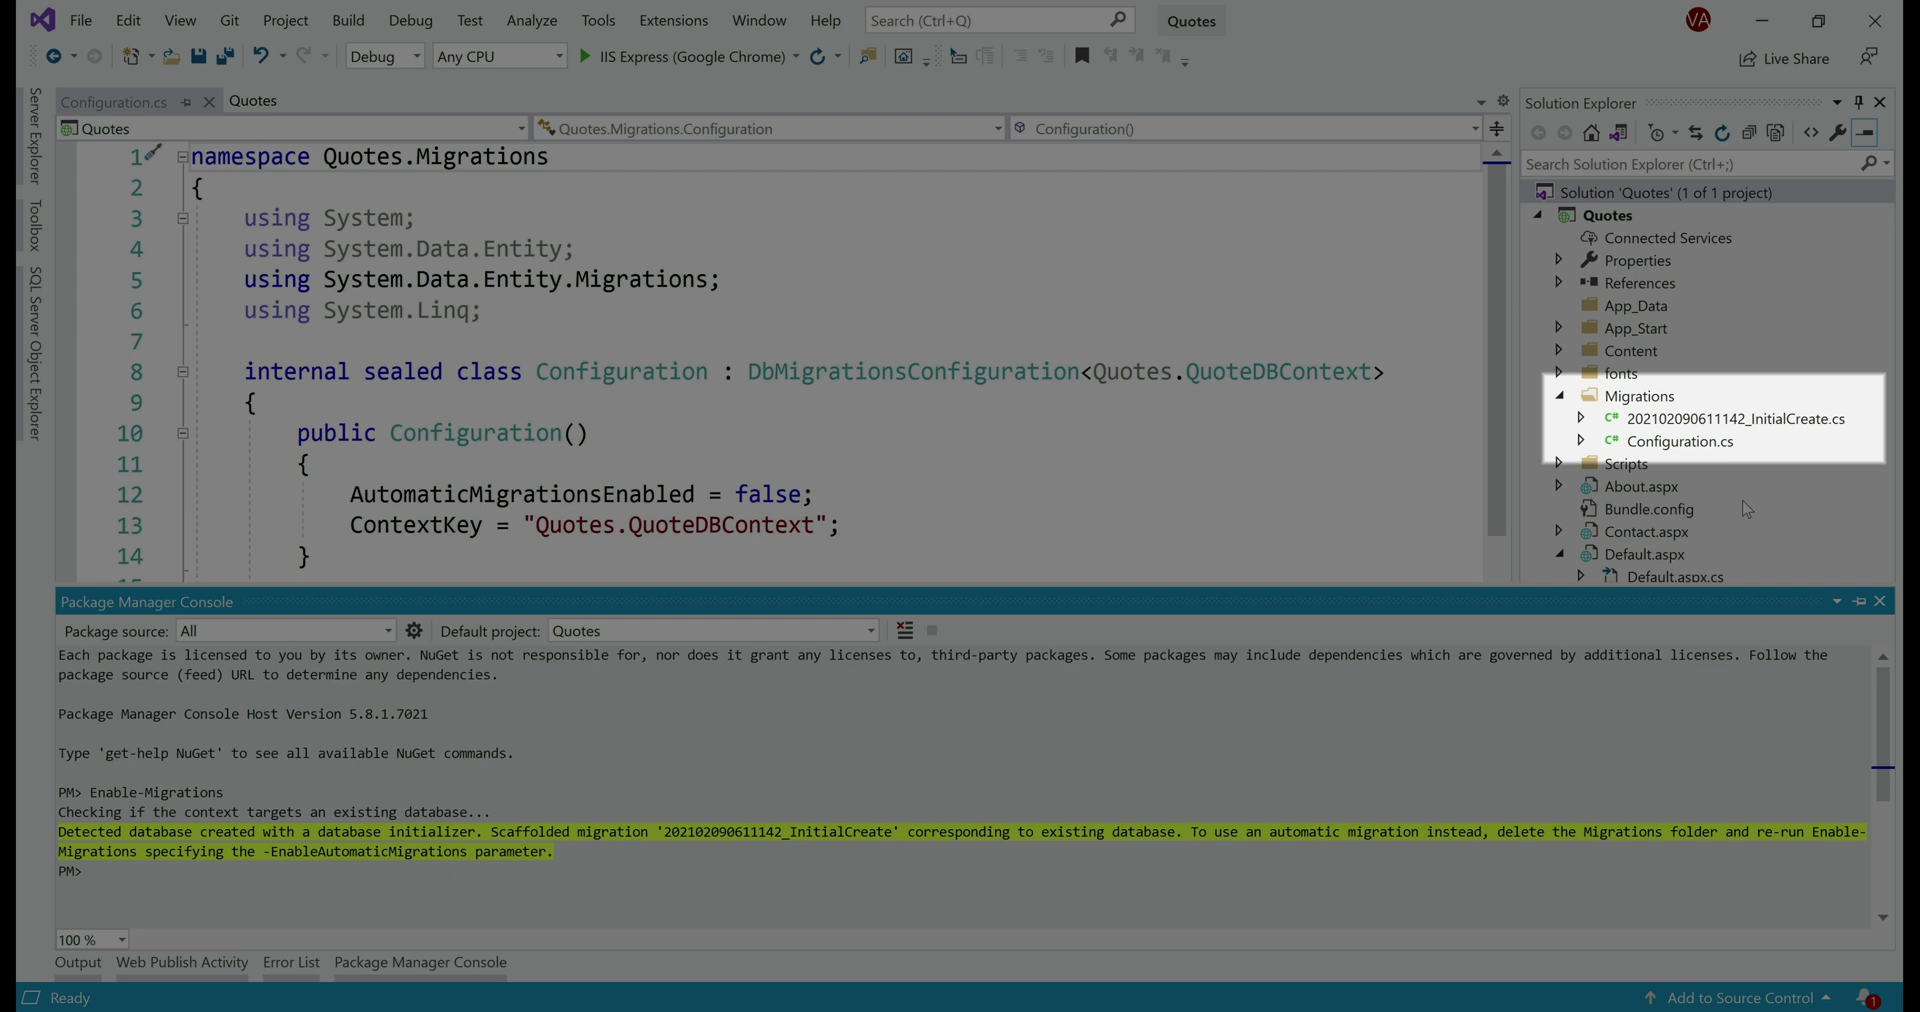 File Edit View Git Project Build Debug Test Analyze Tools Extensions Window Help Search (Ctrl+Q) Quotes VA
Debug Any CPU IIS Express (Google Chrome) Live Share
Server Explorer
Toolbox
SQL Server Object Explorer
Configuration.cs Quotes
Quotes Quotes.Migrations.Configuration Configuration()
1 namespace Quotes.Migrations
2 {
3 using System;
4 using System.Data.Entity;
5 using System.Data.Entity.Migrations;
6 using System.Linq;
7
8 internal sealed class Configuration : DbMigrationsConfiguration<Quotes.QuoteDBContext>
9 {
10 public Configuration()
11 {
12 AutomaticMigrationsEnabled = false;
13 ContextKey = "Quotes.QuoteDBContext";
14 }
Solution Explorer
Search Solution Explorer (Ctrl+;)
Solution 'Quotes' (1 of 1 project)
Quotes
Connected Services
Properties
References
App_Data
App_Start
Content
fonts
Migrations
C# 202102090611142_InitialCreate.cs
C# Configuration.cs
Scripts
About.aspx
Bundle.config
Contact.aspx
Default.aspx
Default.aspx.cs
Package Manager Console
Package source: All Default project: Quotes
Each package is licensed to you by its owner. NuGet is not responsible for, nor does it grant any licenses to, third-party packages. Some packages may include dependencies which are governed by additional licenses. Follow the
package source (feed) URL to determine any dependencies.
Package Manager Console Host Version 5.8.1.7021
Type 'get-help NuGet' to see all available NuGet commands.
PM> Enable-Migrations
Checking if the context targets an existing database...
Detected database created with a database initializer. Scaffolded migration '202102090611142_InitialCreate' corresponding to existing database. To use an automatic migration instead, delete the Migrations folder and re-run Enable-
Migrations specifying the -EnableAutomaticMigrations parameter.
PM>
100 %
Output Web Publish Activity Error List Package Manager Console
Ready Add to Source Control 1